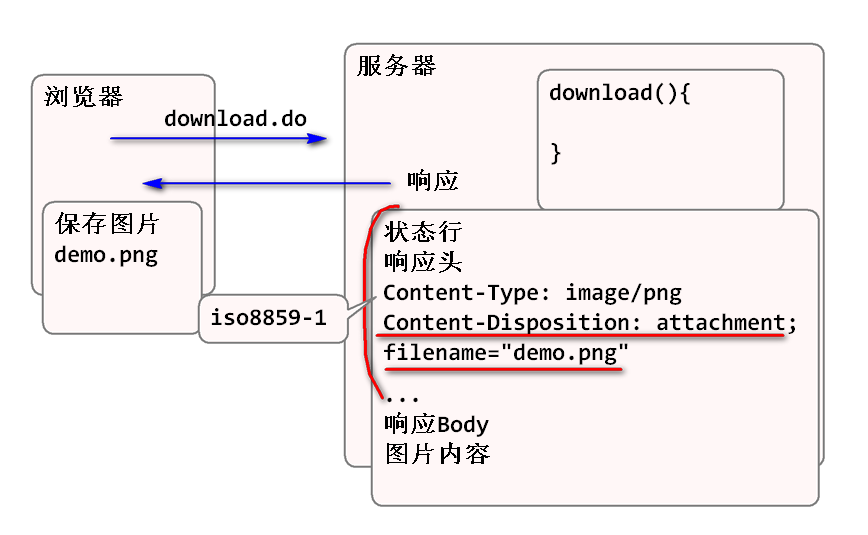 服务器
浏览器
download(){
}
download.do
响应
保存图片
demo.png
iso8859-1
状态行
响应头
Content-Type: image/png
Content-Disposition: attachment;
filename="demo.png"
...
响应Body
图片内容